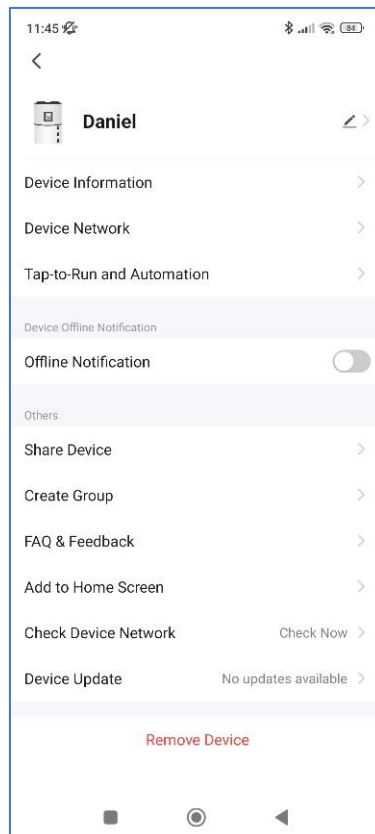 11:45
84
Daniel
Device Information
Device Network
Tap-to-Run and Automation
Device Offline Notification
Offline Notification
Others
Share Device
Create Group
FAQ & Feedback
Add to Home Screen
Check Device Network Check Now
Device Update No updates available
Remove Device